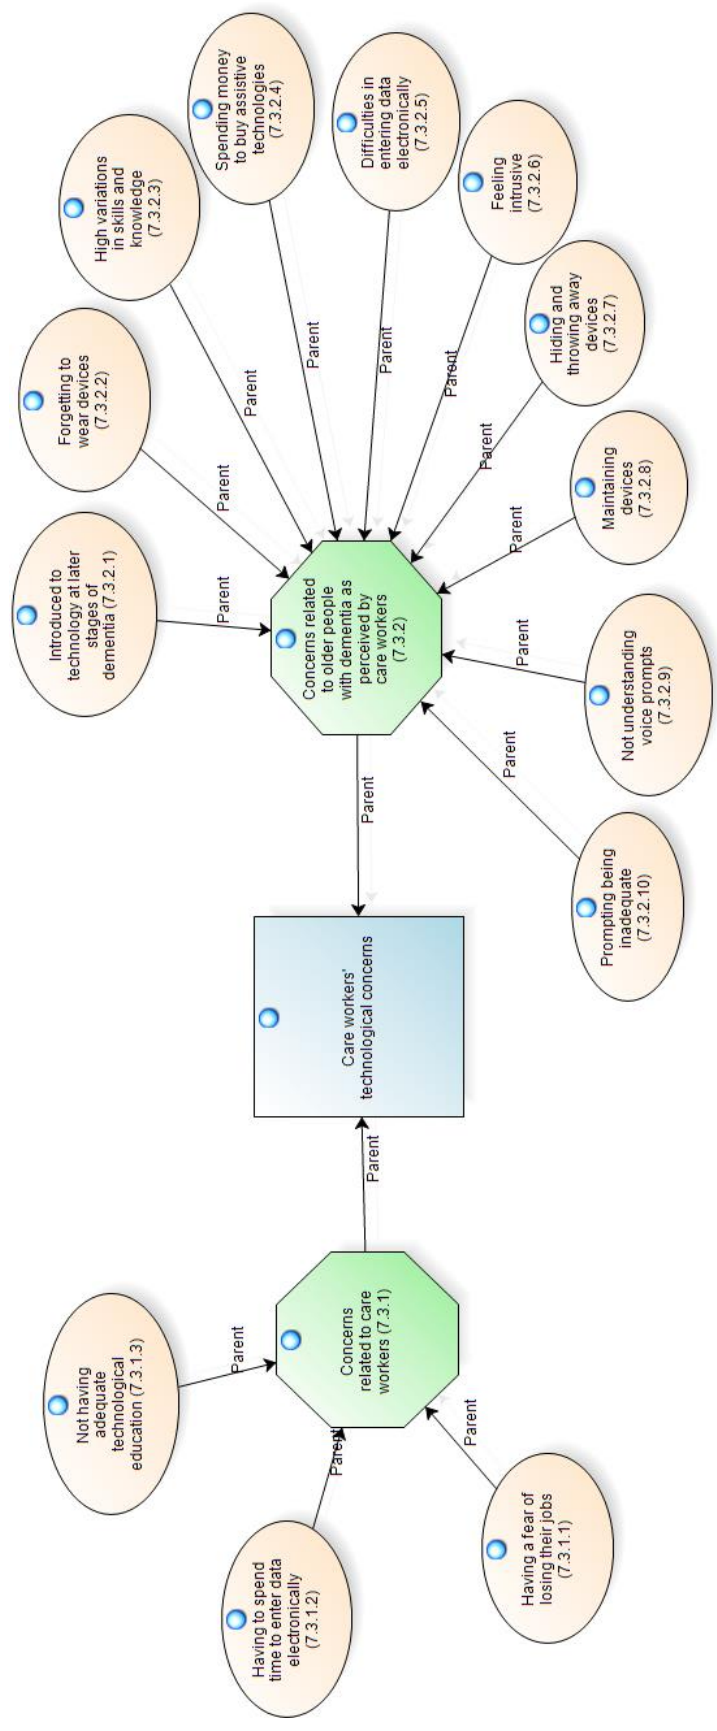 Not having
adequate
technological
education (7.3.1.3)
Parent
Having to spend
time to enter data
electronically
(7.3.1.2)
Parent
Having a fear of
losing their jobs
(7.3.1.1)
Parent
Concerns
related to care
workers (7.3.1)
Parent
Care workers'
technological concerns
Parent
Concerns related
to older people
with dementia as
perceived by
care workers
(7.3.2)
Introduced to
technology at later
stages of
dementia (7.3.2.1)
Parent
Forgetting to
wear devices
(7.3.2.2)
Parent
High variations
in skills and
knowledge
(7.3.2.3)
Parent
Spending money
to buy assistive
technologies
(7.3.2.4)
Parent
Difficulties in
entering data
electronically
(7.3.2.5)
Parent
Feeling
intrusive
(7.3.2.6)
Parent
Hiding and
throwing away
devices
(7.3.2.7)
Parent
Maintaining
devices
(7.3.2.8)
Parent
Not understanding
voice prompts
(7.3.2.9)
Parent
Prompting being
inadequate
(7.3.2.10)
Parent